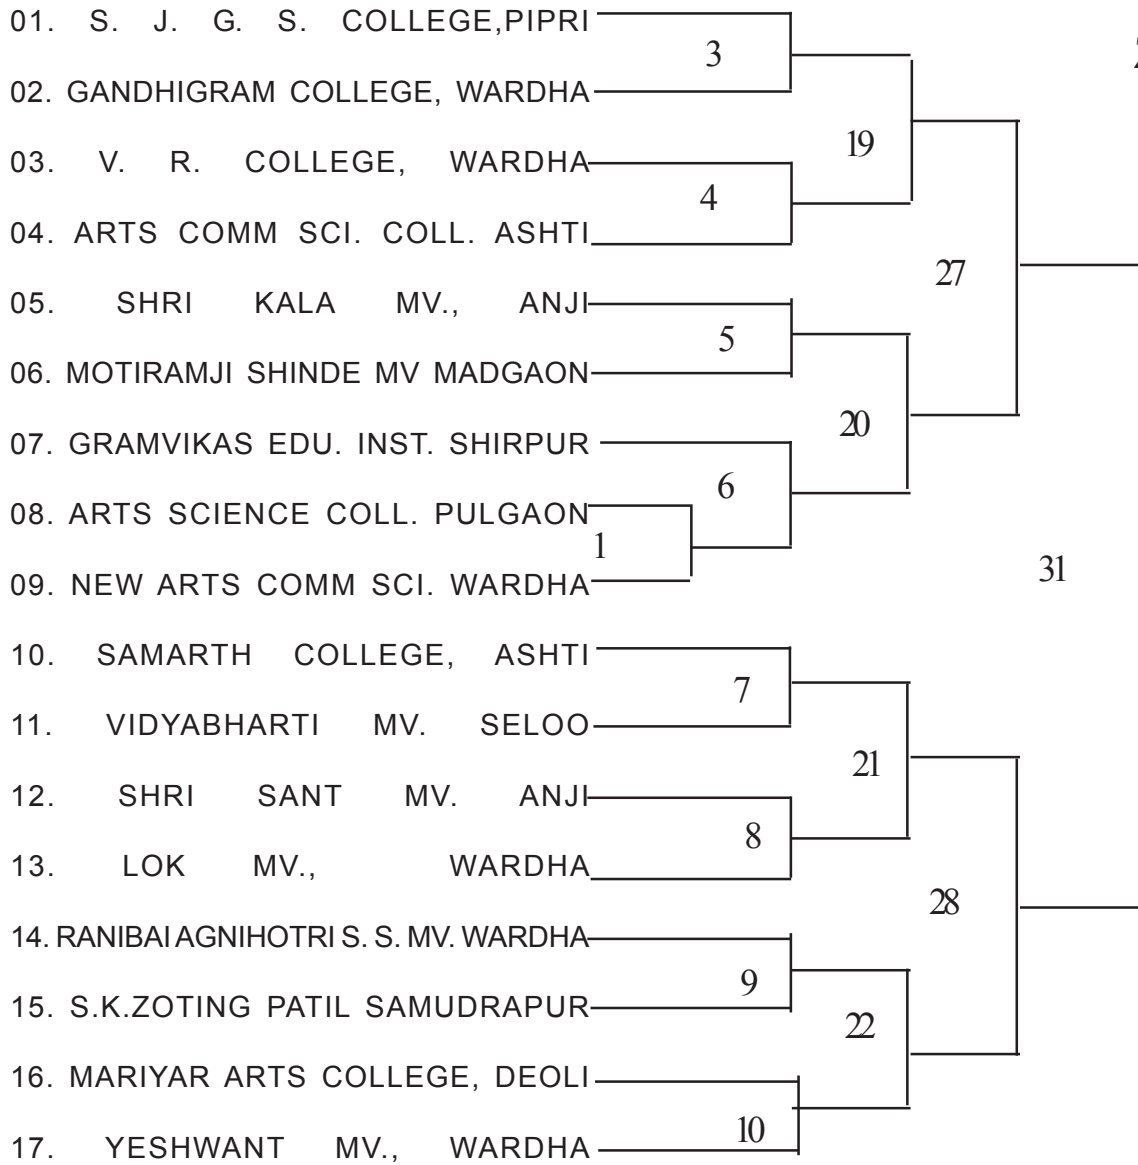 01. S. J. G. S. COLLEGE,PIPRI
3
02. GANDHIGRAM COLLEGE, WARDHA
19
03. V. R. COLLEGE, WARDHA
4
04. ARTS COMM SCI. COLL. ASHTI
27
05. SHRI KALA MV., ANJI
5
06. MOTIRAMJI SHINDE MV MADGAON
20
07. GRAMVIKAS EDU. INST. SHIRPUR
6
08. ARTS SCIENCE COLL. PULGAON
1
09. NEW ARTS COMM SCI. WARDHA
31
10. SAMARTH COLLEGE, ASHTI
7
11. VIDYABHARTI MV. SELOO
21
12. SHRI SANT MV. ANJI
8
13. LOK MV., WARDHA
28
14. RANIBAI AGNIHOTRI S. S. MV. WARDHA
9
15. S.K.ZOTING PATIL SAMUDRAPUR
22
16. MARIYAR ARTS COLLEGE, DEOLI
10
17. YESHWANT MV., WARDHA